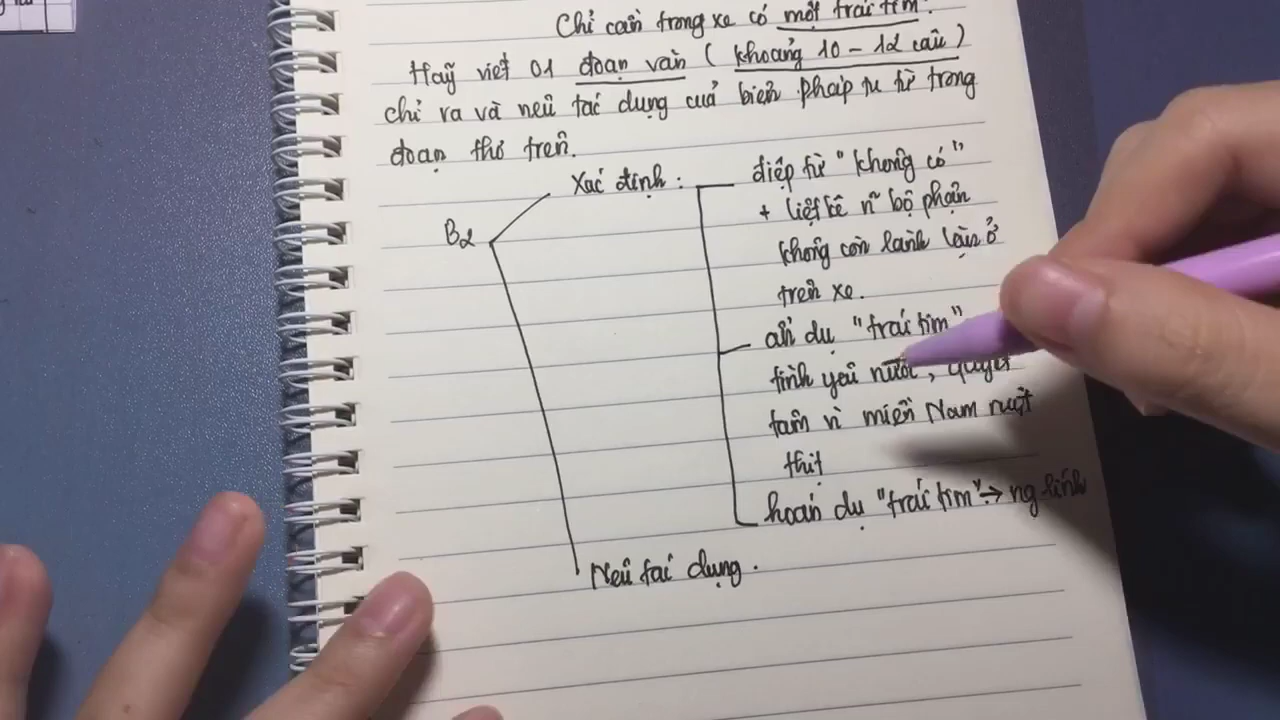 Chỉ cần trong xe có một trái tim.
Hãy viết 01 đoạn văn ( khoảng 10 - 12 câu )
chỉ ra và nêu tác dụng của biện pháp tu từ trong
đoạn thơ trên.
Xác định :
điệp từ "không có"
B2
+ liệt kê n~ bộ phận
không còn lành lặn ở
trên xe.
ẩn dụ "trái tim"
tình yêu nước, quyết
tâm vì miền Nam ruột
thịt
hoán dụ "trái tim" → ng lính
Nêu tác dụng.